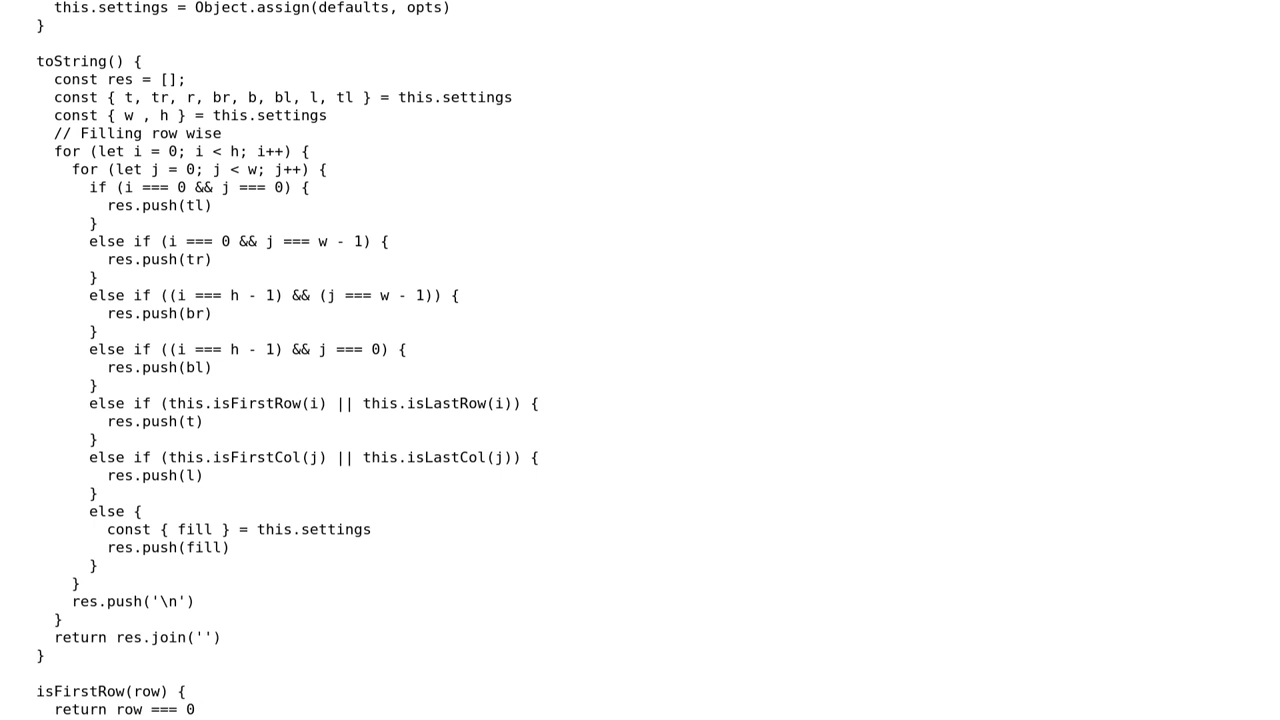 this.settings = Object.assign(defaults, opts)
}
toString() {
const res = [];
const { t, tr, r, br, b, bl, l, tl } = this.settings
const { w , h } = this.settings
// Filling row wise
for (let i = 0; i < h; i++) {
for (let j = 0; j < w; j++) {
if (i === 0 && j === 0) {
res.push(tl)
}
else if (i === 0 && j === w - 1) {
res.push(tr)
}
else if ((i === h - 1) && (j === w - 1)) {
res.push(br)
}
else if ((i === h - 1) && j === 0) {
res.push(bl)
}
else if (this.isFirstRow(i) || this.isLastRow(i)) {
res.push(t)
}
else if (this.isFirstCol(j) || this.isLastCol(j)) {
res.push(l)
}
else {
const { fill } = this.settings
res.push(fill)
}
}
res.push('\n')
}
return res.join('')
}
isFirstRow(row) {
return row === 0